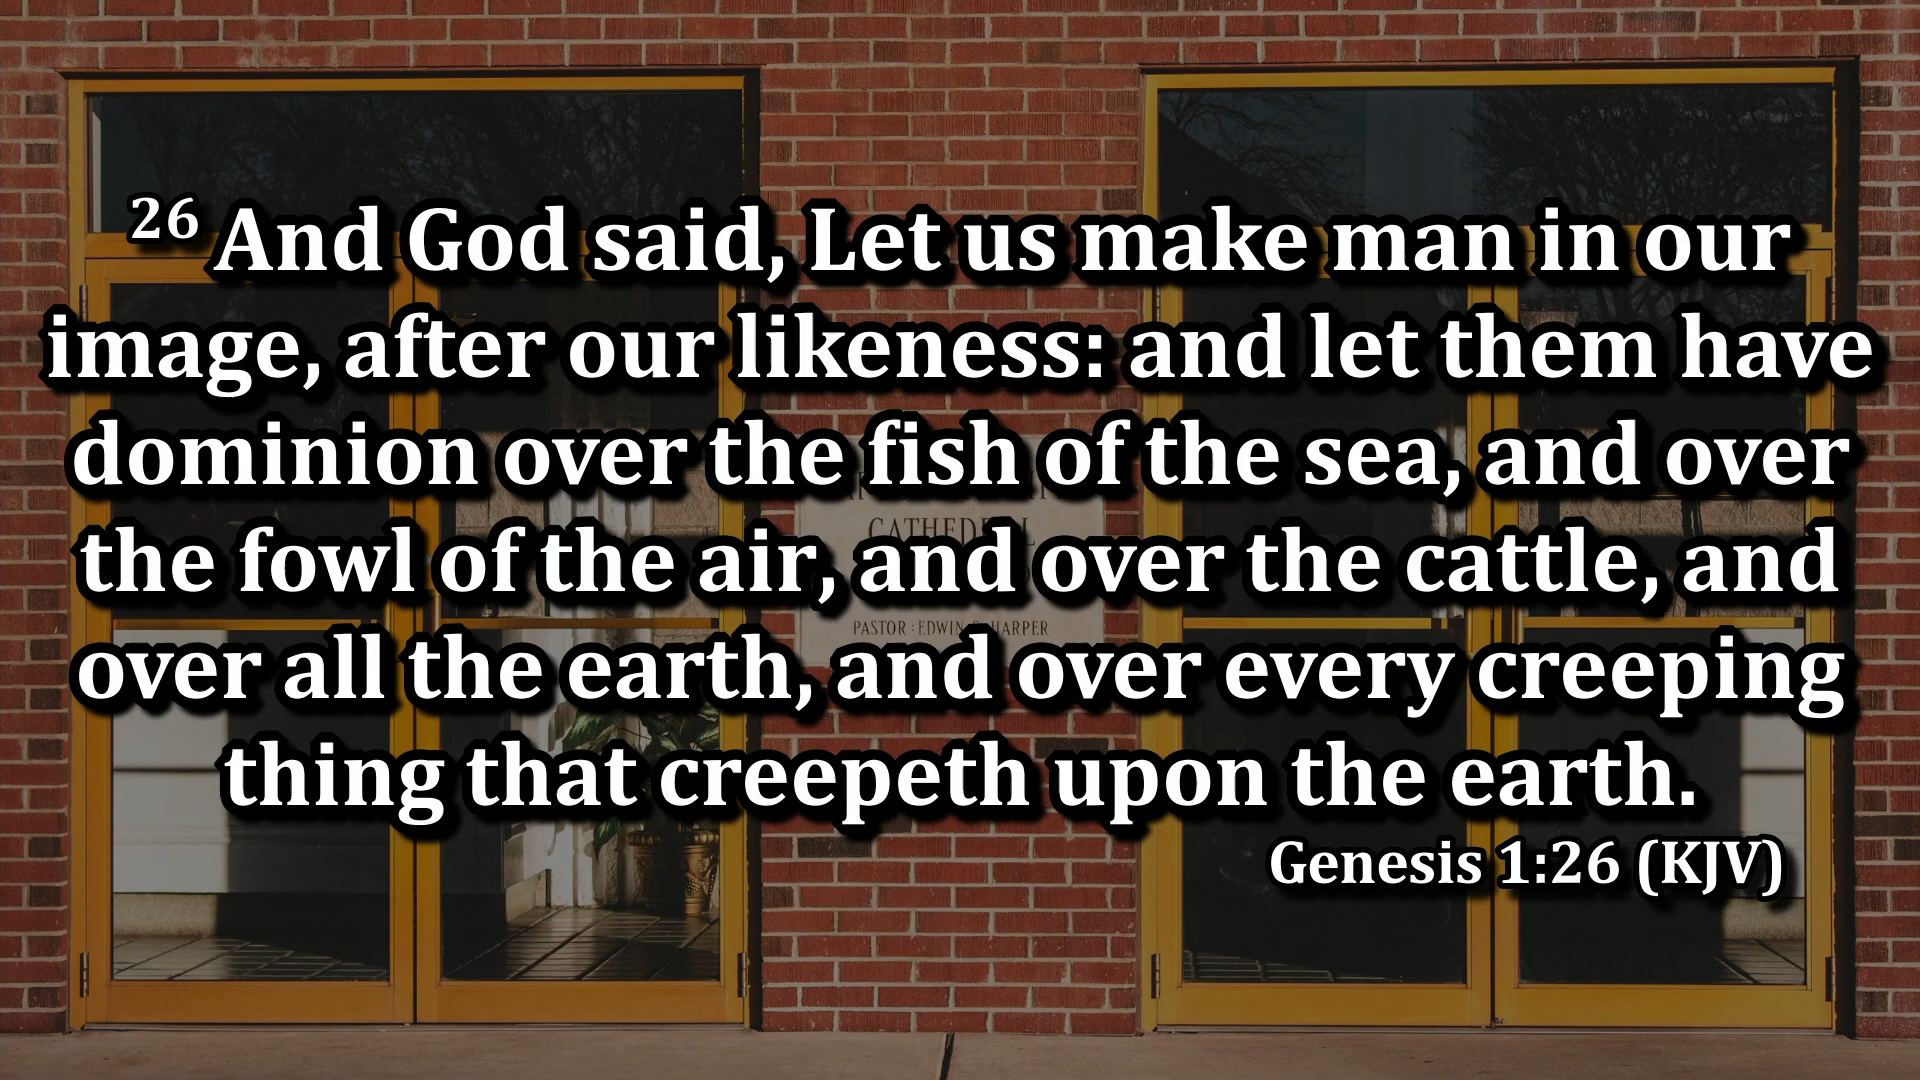 26 And God said, Let us make man in our
image, after our likeness: and let them have
dominion over the fish of the sea, and over
the fowl of the air, and over the cattle, and
over all the earth, and over every creeping
thing that creepeth upon the earth.
Genesis 1:26 (KJV)
CATHEDRAL
PASTOR : EDWIN HARPER